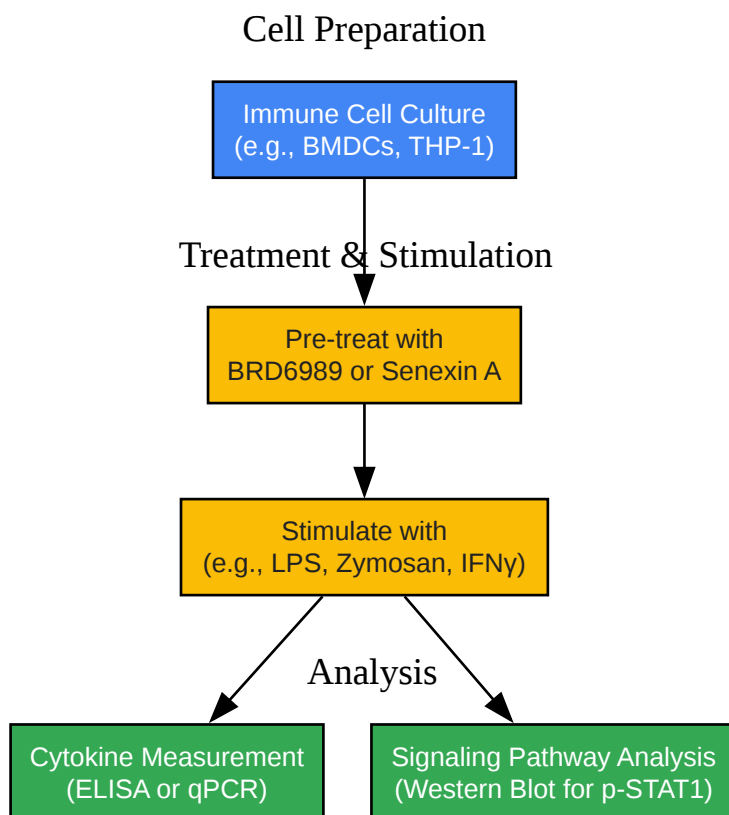 Cell Preparation
Immune Cell Culture
(e.g., BMDCs, THP-1)
Treatment & Stimulation
Pre-treat with
BRD6989 or Senexin A
Stimulate with
(e.g., LPS, Zymosan, IFNγ)
Analysis
Cytokine Measurement
(ELISA or qPCR)
Signaling Pathway Analysis
(Western Blot for p-STAT1)